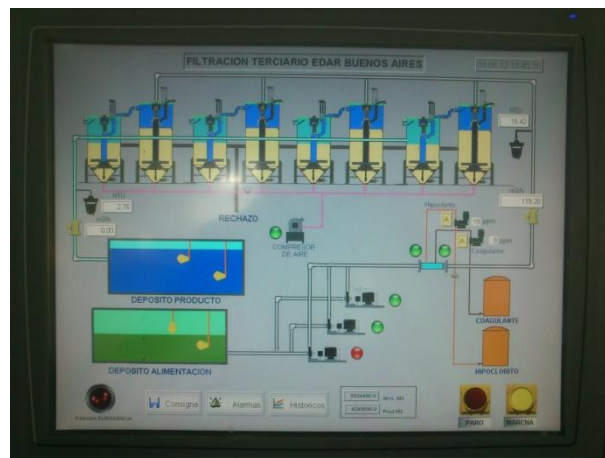 FILTRACION TERCIARIO EDAR BUENOS AIRES
NTU
15.42
NTU
2.76
m3/h
0.00
m3/h
119.20
RECHAZO
COMPRESOR
DE AIRE
Hipoclorito
A
ppm
A
ppm
Coagulante
DEPOSITO PRODUCTO
DEPOSITO ALIMENTACION
COAGULANTE
HIPOCLORITO
Consigna
Alarmas
Historicos
PARO
MARCHA